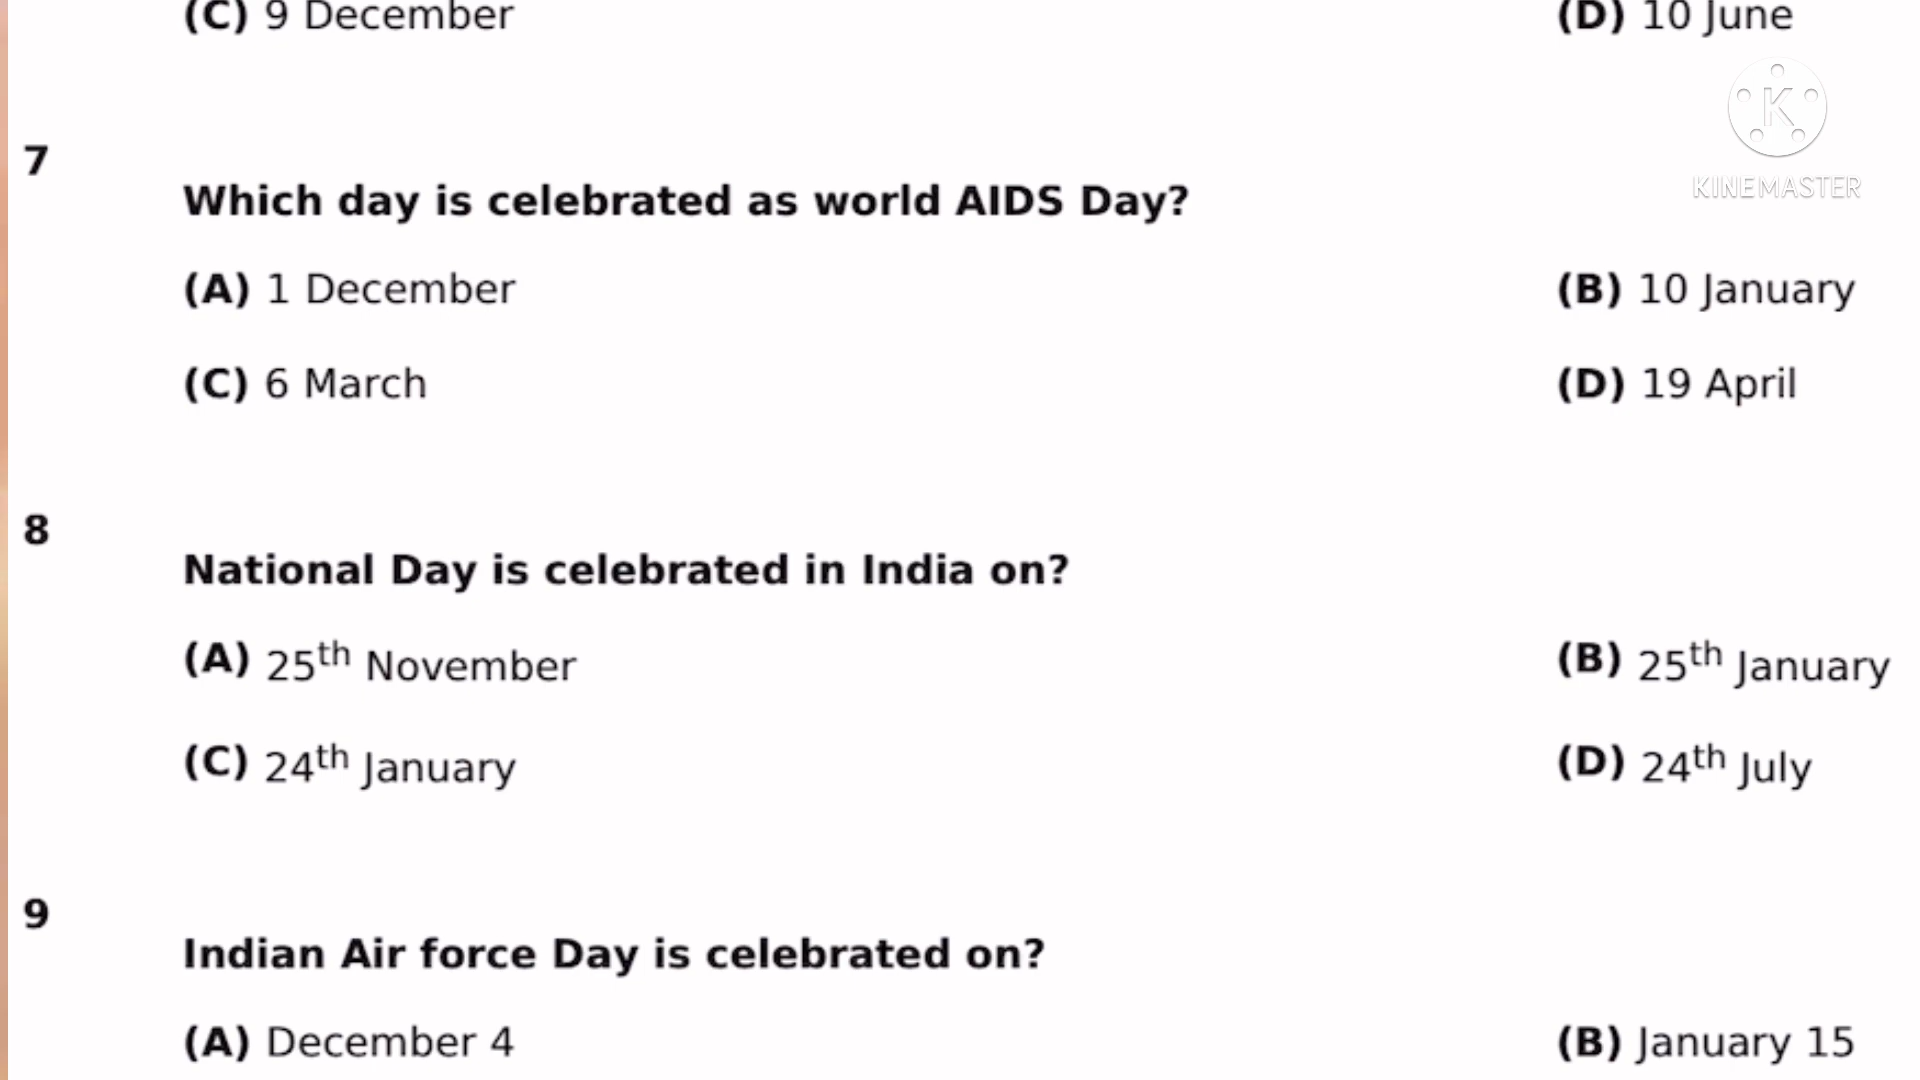 (C) 9 December (D) 10 June
K
KINEMASTER
7
Which day is celebrated as world AIDS Day?
(A) 1 December (B) 10 January
(C) 6 March (D) 19 April
8
National Day is celebrated in India on?
(A) 25th November (B) 25th January
(C) 24th January (D) 24th July
9
Indian Air force Day is celebrated on?
(A) December 4 (B) January 15